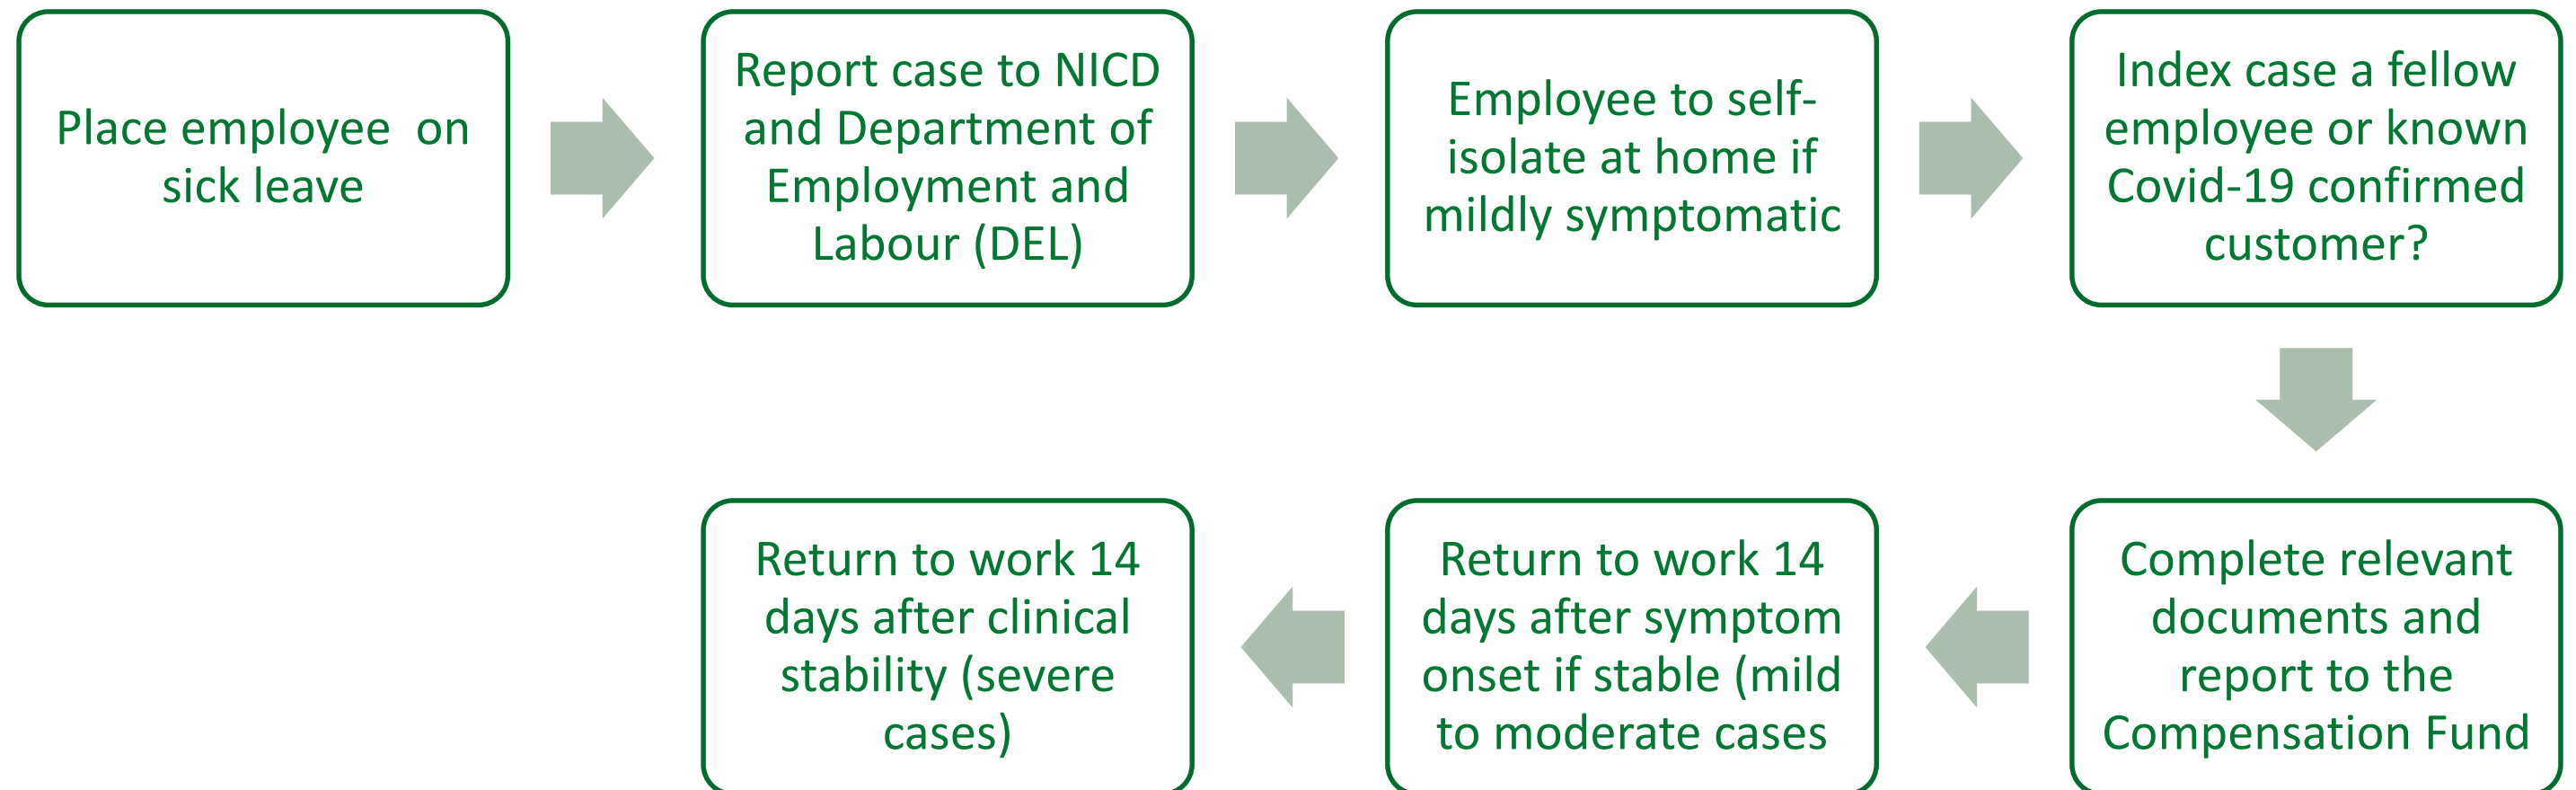 Place employee  on
sick leave
Report case to NICD
and Department of
Employment and
Labour (DEL)
Employee to self-
isolate at home if
mildly symptomatic
Index case a fellow
employee or known
Covid-19 confirmed
customer?
Complete relevant
documents and
report to the
Compensation Fund
Return to work 14
days after symptom
onset if stable (mild
to moderate cases
Return to work 14
days after clinical
stability (severe
cases)